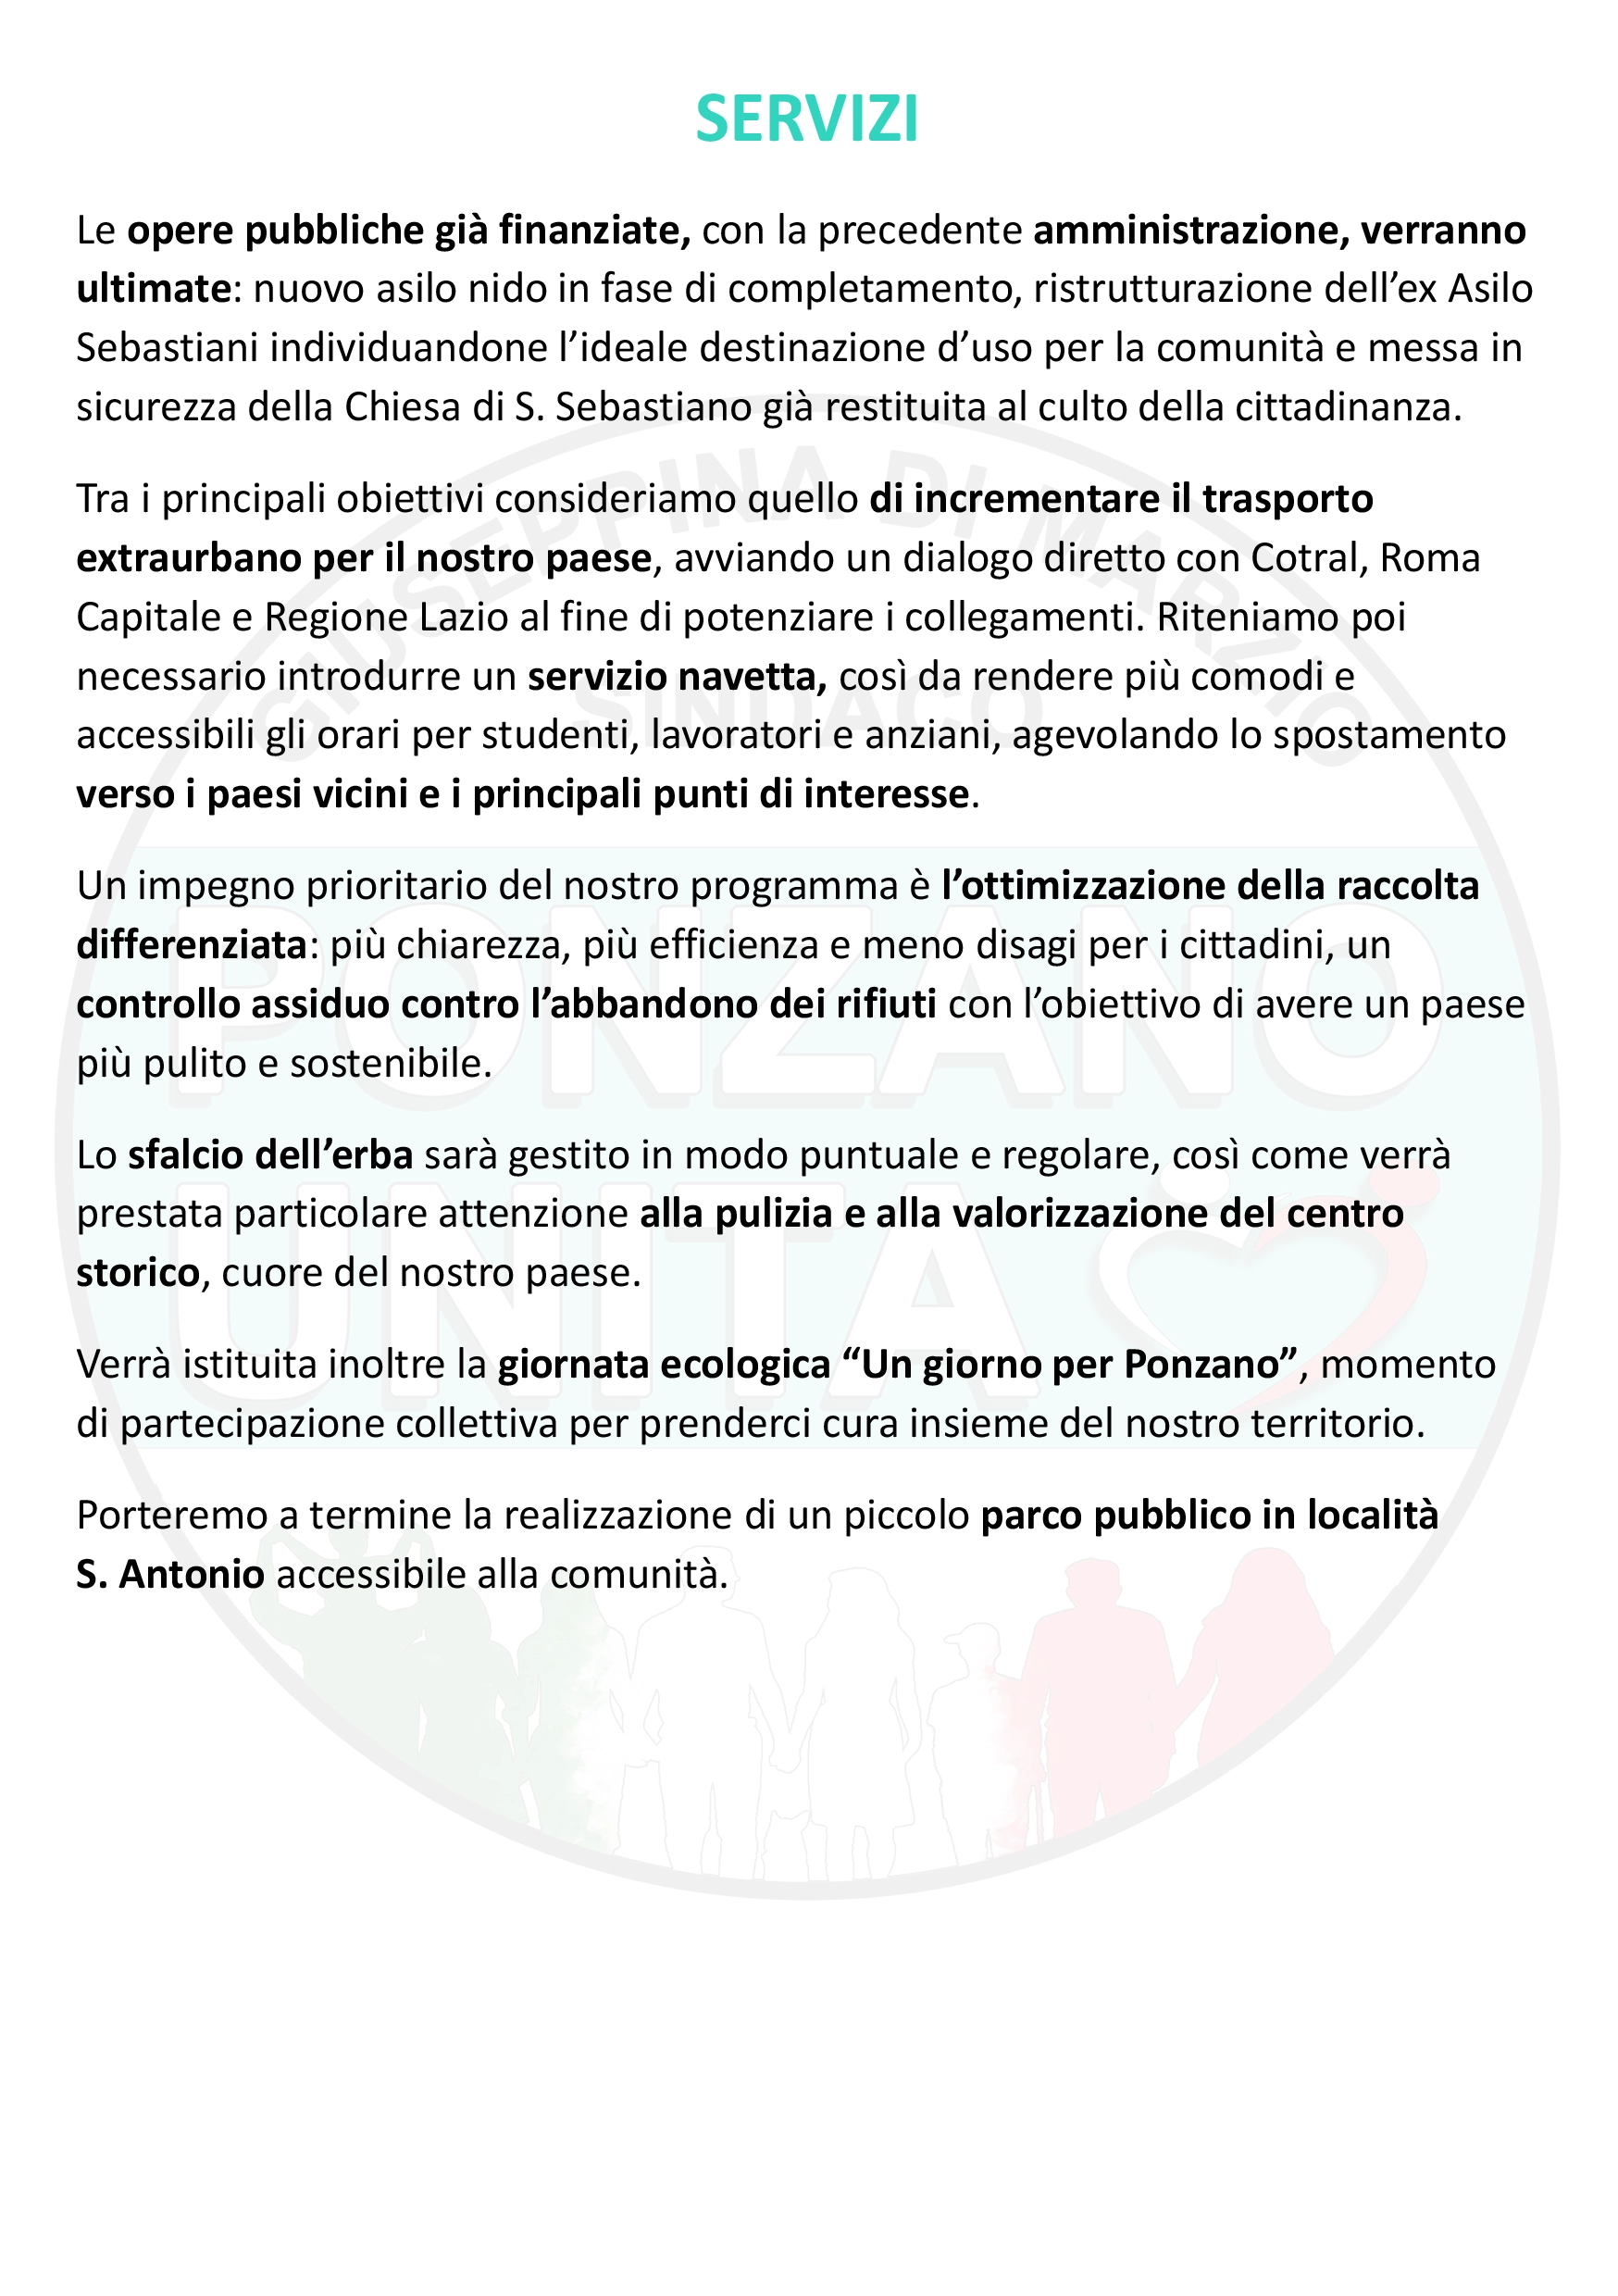 SERVIZI
Le opere pubbliche già finanziate, con la precedente amministrazione, verranno
ultimate: nuovo asilo nido in fase di completamento, ristrutturazione dell’ex Asilo
Sebastiani individuandone l’ideale destinazione d’uso per la comunità e messa in
sicurezza della Chiesa di S. Sebastiano già restituita al culto della cittadinanza.
Tra i principali obiettivi consideriamo quello di incrementare il trasporto
extraurbano per il nostro paese, avviando un dialogo diretto con Cotral, Roma
Capitale e Regione Lazio al fine di potenziare i collegamenti. Riteniamo poi
necessario introdurre un servizio navetta, così da rendere più comodi e
accessibili gli orari per studenti, lavoratori e anziani, agevolando lo spostamento
verso i paesi vicini e i principali punti di interesse.
Un impegno prioritario del nostro programma è l’ottimizzazione della raccolta
differenziata: più chiarezza, più efficienza e meno disagi per i cittadini, un
controllo assiduo contro l’abbandono dei rifiuti con l’obiettivo di avere un paese
più pulito e sostenibile.
Lo sfalcio dell’erba sarà gestito in modo puntuale e regolare, così come verrà
prestata particolare attenzione alla pulizia e alla valorizzazione del centro
storico, cuore del nostro paese.
Verrà istituita inoltre la giornata ecologica “Un giorno per Ponzano”, momento
di partecipazione collettiva per prenderci cura insieme del nostro territorio.
Porteremo a termine la realizzazione di un piccolo parco pubblico in località
S. Antonio accessibile alla comunità.
GIUSEPPINA DI MARZIO
SINDACO
PONZANO
UNITA